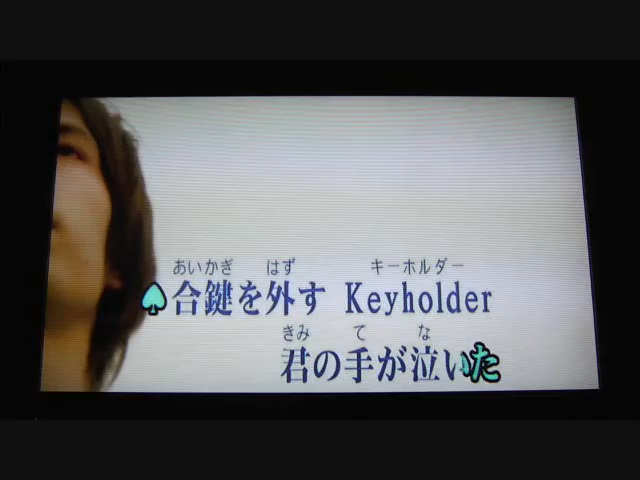 あいかぎ はず キーホルダー
♠合鍵を外す Keyholder
きみ て な
君の手が泣いた